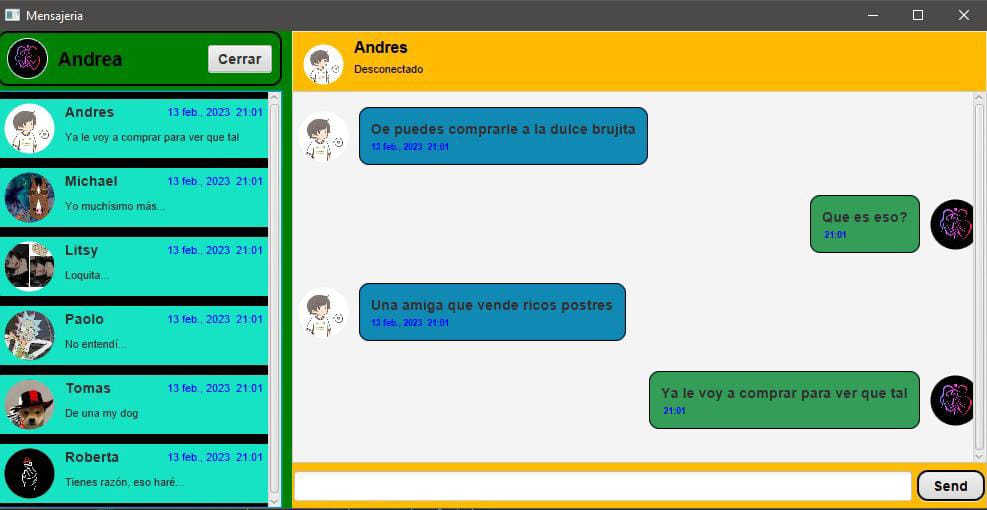 Mensajeria
Andrea
Cerrar
Andres
13 feb., 2023 21:01
Ya le voy a comprar para ver que tal
Michael
13 feb., 2023 21:01
Yo muchísimo más...
Litsy
13 feb., 2023 21:01
Loquita...
Paolo
13 feb., 2023 21:01
No entendí...
Tomas
13 feb., 2023 21:01
De una my dog
Roberta
13 feb., 2023 21:01
Tienes razón, eso haré...
Andres
Desconectado
Oe puedes comprarle a la dulce brujita
13 feb., 2023 21:01
Que es eso?
21:01
Una amiga que vende ricos postres
13 feb., 2023 21:01
Ya le voy a comprar para ver que tal
21:01
Send